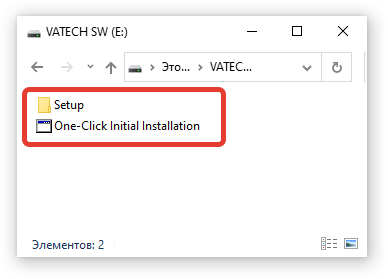 VATECH SW (E:)
Это... VATEC...
Setup
One-Click Initial Installation
Элементов: 2